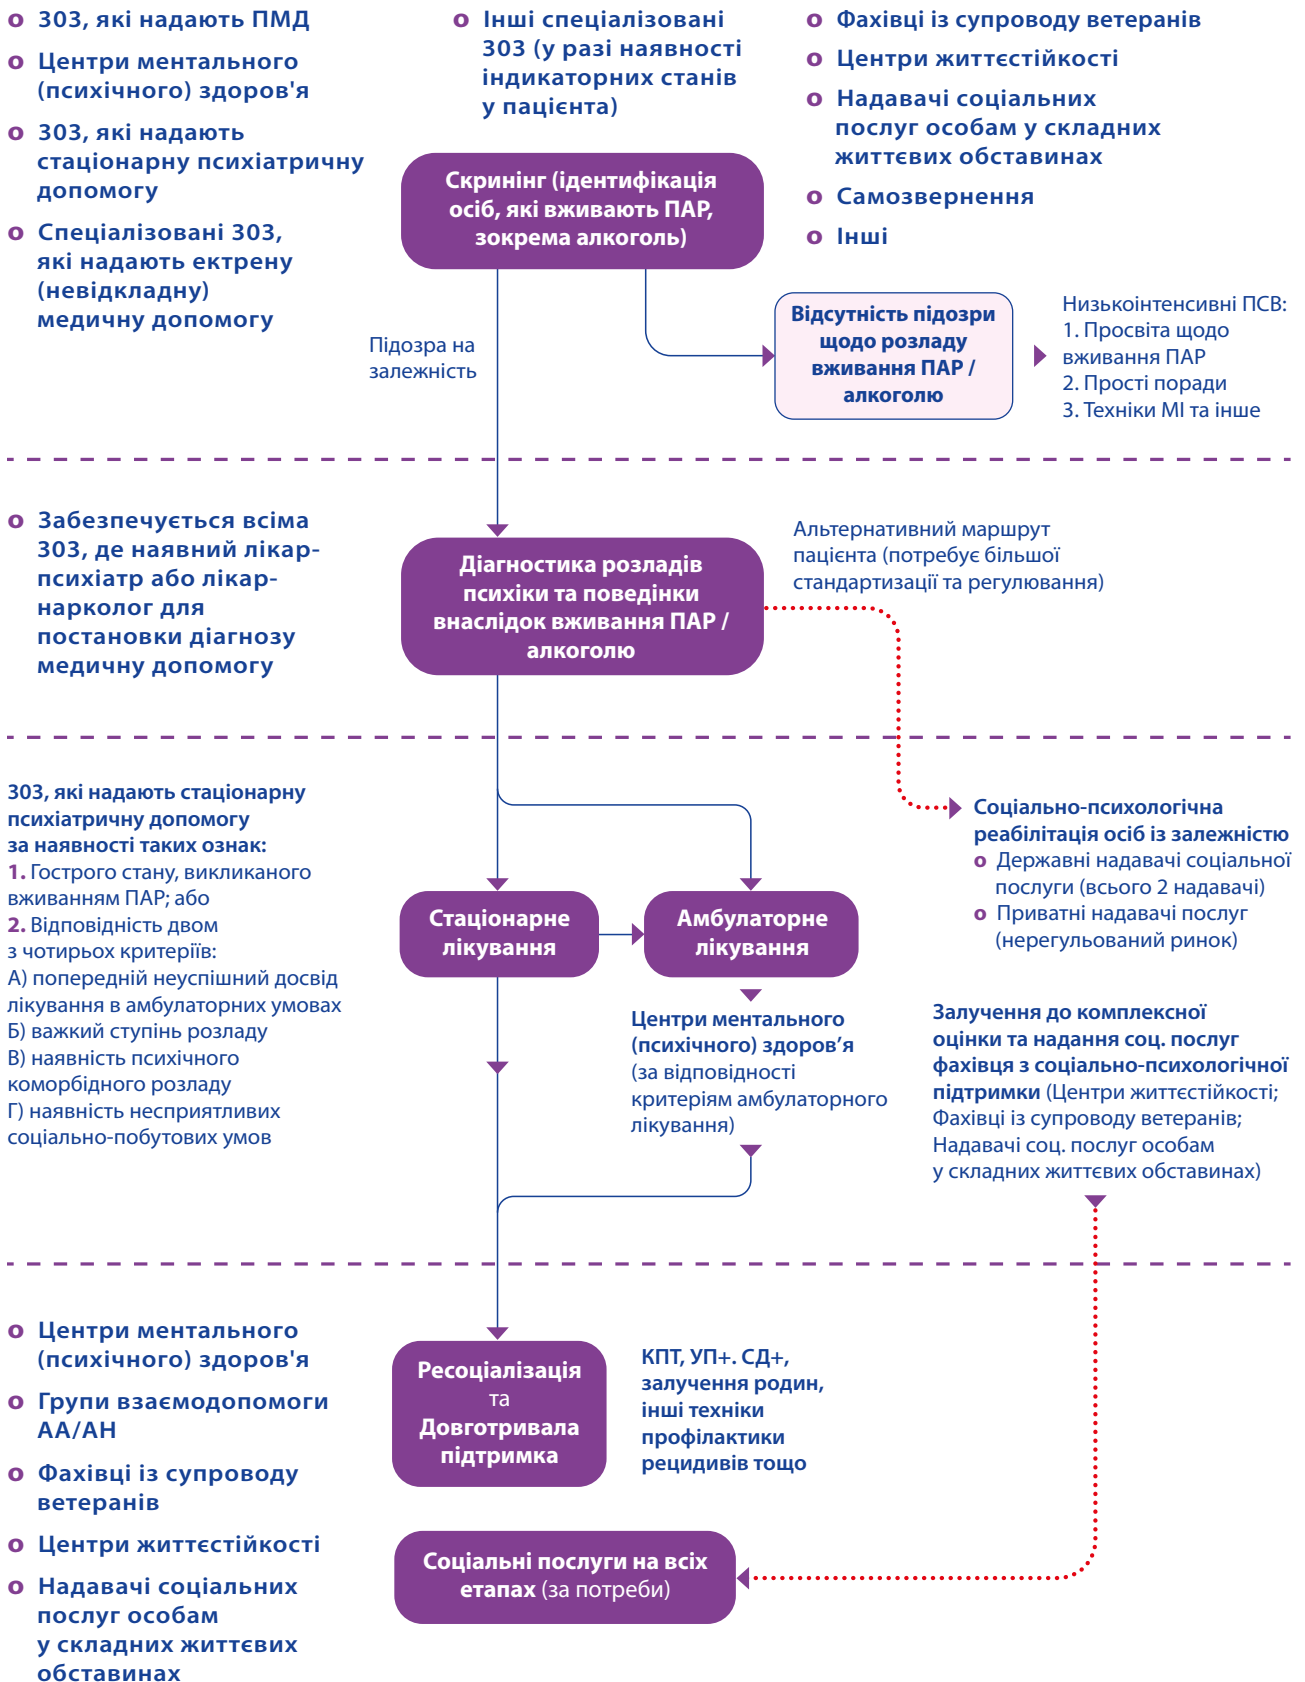 о ЗОЗ, які надають ПМД
о Центри ментального
(психічного) здоров'я
о ЗОЗ, які надають
стаціонарну психіатричну
допомогу
о Спеціалізовані ЗОЗ,
які надають ектрену
(невідкладну)
медичну допомогу
о Інші спеціалізовані
ЗОЗ (у разі наявності
індикаторних станів
у пацієнта)
о Фахівці із супроводу ветеранів
о Центри життєстійкості
о Надавачі соціальних
послуг особам у складних
життєвих обставинах
о Самозвернення
о Інші
Скринінг (ідентифікація
осіб, які вживають ПАР,
зокрема алкоголь)
Підозра на
залежність
Відсутність підозри
щодо розладу
вживання ПАР /
алкоголю
Низькоінтенсивні ПСВ:
1. Просвіта щодо
вживання ПАР
2. Прості поради
3. Техніки МІ та інше
о Забезпечується всіма
ЗОЗ, де наявний лікар-
психіатр або лікар-
нарколог для
постановки діагнозу
медичну допомогу
Діагностика розладів
психіки та поведінки
внаслідок вживання ПАР /
алкоголю
Альтернативний маршрут
пацієнта (потребує більшої
стандартизації та регулювання)
ЗОЗ, які надають стаціонарну
психіатричну допомогу
за наявності таких ознак:
1. Гострого стану, викликаного
вживанням ПАР; або
2. Відповідність двом
з чотирьох критеріїв:
А) попередній неуспішний досвід
лікування в амбулаторних умовах
Б) важкий ступінь розладу
В) наявність психічного
коморбідного розладу
Г) наявність несприятливих
соціально-побутових умов
Стаціонарне
лікування
Амбулаторне
лікування
Соціально-психологічна
реабілітація осіб із залежністю
о Державні надавачі соціальної
послуги (всього 2 надавачі)
о Приватні надавачі послуг
(нерегульований ринок)
Центри ментального
(психічного) здоров’я
(за відповідності
критеріям амбулаторного
лікування)
Залучення до комплексної
оцінки та надання соц. послуг
фахівця з соціально-психологічної
підтримки (Центри життєстійкості;
Фахівці із супроводу ветеранів;
Надавачі соц. послуг особам
у складних життєвих обставинах)
о Центри ментального
(психічного) здоров'я
о Групи взаємодопомоги
АА/АН
о Фахівці із супроводу
ветеранів
о Центри життєстійкості
о Надавачі соціальних
послуг особам
у складних життєвих
обставинах
Ресоціалізація
та
Довготривала
підтримка
КПТ, УП+. СД+,
залучення родин,
інші техніки
профілактики
рецидивів тощо
Соціальні послуги на всіх
етапах (за потреби)